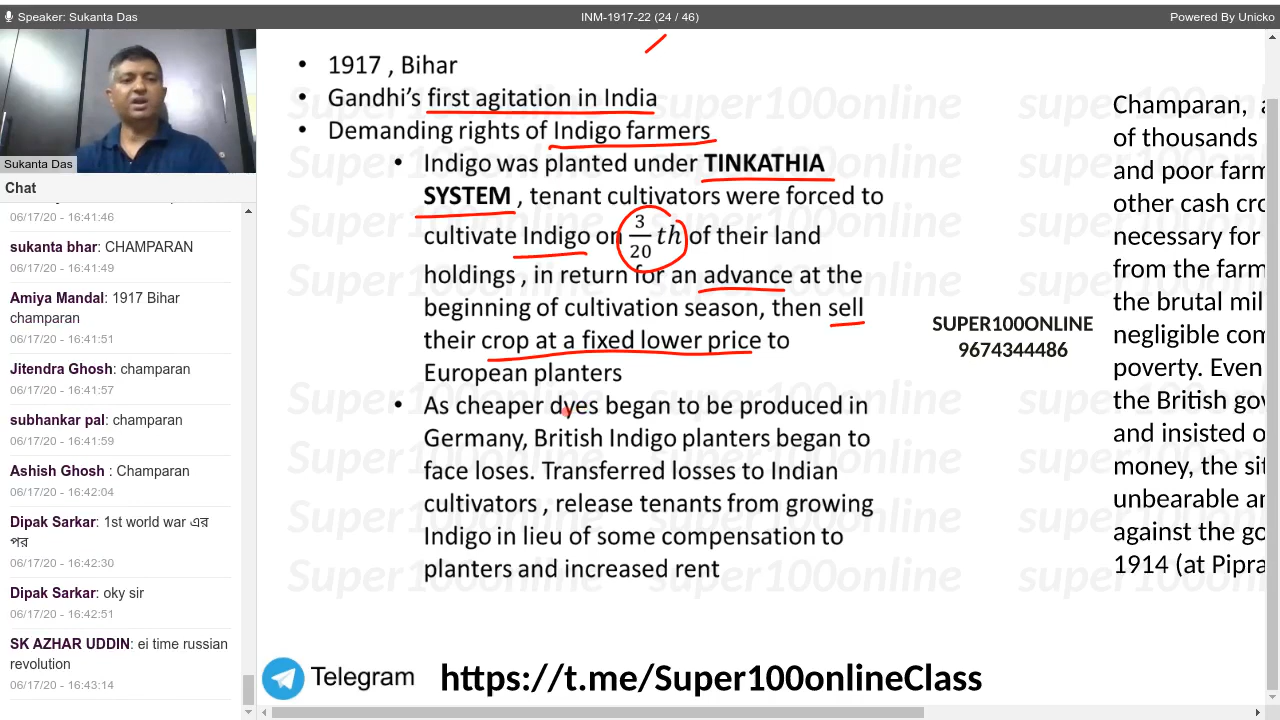 Speaker: Sukanta Das
INM-1917-22 (24 / 46)
Powered By Unicko
Sukanta Das
Chat
06/17/20 - 16:41:46
sukanta bhar: CHAMPARAN
06/17/20 - 16:41:49
Amiya Mandal: 1917 Bihar
champaran
06/17/20 - 16:41:51
Jitendra Ghosh: champaran
06/17/20 - 16:41:57
subhankar pal: champaran
06/17/20 - 16:41:59
Ashish Ghosh : Champaran
06/17/20 - 16:42:04
Dipak Sarkar: 1st world war এর
পর
06/17/20 - 16:42:30
Dipak Sarkar: oky sir
06/17/20 - 16:42:51
SK AZHAR UDDIN: ei time russian
revolution
06/17/20 - 16:43:14
• 1917 , Bihar
• Gandhi’s first agitation in India
• Demanding rights of Indigo farmers
• Indigo was planted under TINKATHIA
SYSTEM , tenant cultivators were forced to
cultivate Indigo on 3/20 th of their land
holdings , in return for an advance at the
beginning of cultivation season, then sell
their crop at a fixed lower price to
European planters
• As cheaper dyes began to be produced in
Germany, British Indigo planters began to
face loses. Transferred losses to Indian
cultivators , release tenants from growing
Indigo in lieu of some compensation to
planters and increased rent
SUPER100ONLINE
9674344486
Champaran,
of thousands
and poor farm
other cash cro
necessary for
from the farm
the brutal mil
negligible com
poverty. Even
the British gov
and insisted o
money, the sit
unbearable an
against the go
1914 (at Pipra
Super100online Super100online Super100online
Telegram
https://t.me/Super100onlineClass